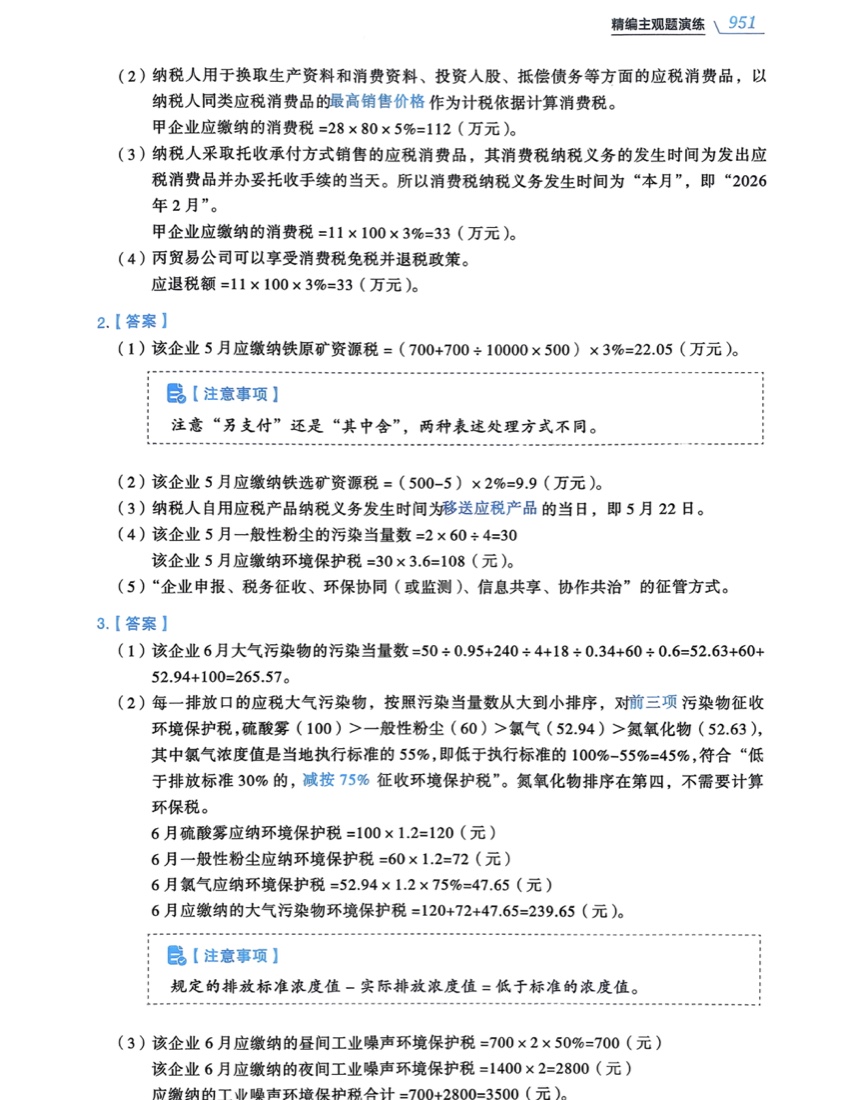 精编主观题演练 951
（2）纳税人用于换取生产资料和消费资料、投资入股、抵偿债务等方面的应税消费品，以
纳税人同类应税消费品的最高销售价格 作为计税依据计算消费税。
甲企业应缴纳的消费税 =28×80×5%=112（万元）。
（3）纳税人采取托收承付方式销售的应税消费品，其消费税纳税义务的发生时间为发出应
税消费品并办妥托收手续的当天。所以消费税纳税义务发生时间为“本月”，即“2026
年 2 月”。
甲企业应缴纳的消费税 =11×100×3%=33（万元）。
（4）丙贸易公司可以享受消费税免税并退税政策。
应退税额 =11×100×3%=33（万元）。
2.【答案】
（1）该企业 5 月应缴纳铁原矿资源税 =（700+700÷10000×500）×3%=22.05（万元）。
【注意事项】
注意“另支付”还是“其中含”，两种表述处理方式不同。
（2）该企业 5 月应缴纳铁选矿资源税 =（500–5）×2%=9.9（万元）。
（3）纳税人自用应税产品纳税义务发生时间为移送应税产品 的当日，即 5 月 22 日。
（4）该企业 5 月一般性粉尘的污染当量数 =2×60÷4=30
该企业 5 月应缴纳环境保护税 =30×3.6=108（元）。
（5）“企业申报、税务征收、环保协同（或监测）、信息共享、协作共治”的征管方式。
3.【答案】
（1）该企业 6 月大气污染物的污染当量数 =50÷0.95+240÷4+18÷0.34+60÷0.6=52.63+60+
52.94+100=265.57。
（2）每一排放口的应税大气污染物，按照污染当量数从大到小排序，对前三项 污染物征收
环境保护税，硫酸雾（100）＞一般性粉尘（60）＞氯气（52.94）＞氮氧化物（52.63），
其中氯气浓度值是当地执行标准的 55%，即低于执行标准的 100%–55%=45%，符合“低
于排放标准 30% 的，减按 75% 征收环境保护税”。氮氧化物排序在第四，不需要计算
环保税。
6 月硫酸雾应纳环境保护税 =100×1.2=120（元）
6 月一般性粉尘应纳环境保护税 =60×1.2=72（元）
6 月氯气应纳环境保护税 =52.94×1.2×75%=47.65（元）
6 月应缴纳的大气污染物环境保护税 =120+72+47.65=239.65（元）。
【注意事项】
规定的排放标准浓度值 – 实际排放浓度值 = 低于标准的浓度值。
（3）该企业 6 月应缴纳的昼间工业噪声环境保护税 =700×2×50%=700（元）
该企业 6 月应缴纳的夜间工业噪声环境保护税 =1400×2=2800（元）
应缴纳的工业噪声环境保护税合计 =700+2800=3500（元）。